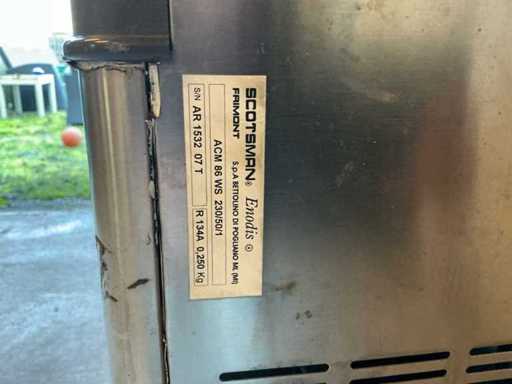 SCOTSMAN® Enodis
FRIMONT S.p.A BETTOLINO DI POGLIANO MI. (MI)
ACM 86 WS 230/50/1
S/N AR 1532 07 T R 134A 0,250 Kg